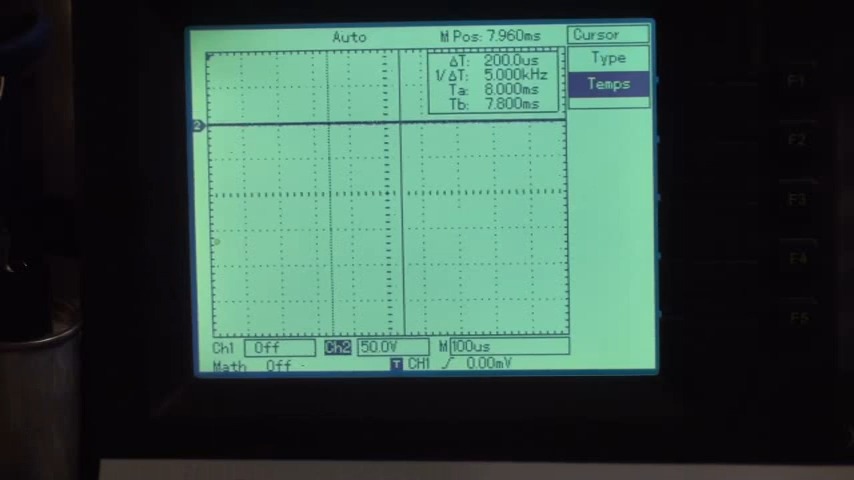 Auto M Pos: 7.960ms Cursor
ΔT: 200.0us
1/ΔT: 5.000kHz
Ta: 8.000ms
Tb: 7.800ms
Type
Temps
2
F1
F2
F3
F4
F5
Ch1 Off Ch2 50.0V M 100us
Math Off T CH1 0.00mV